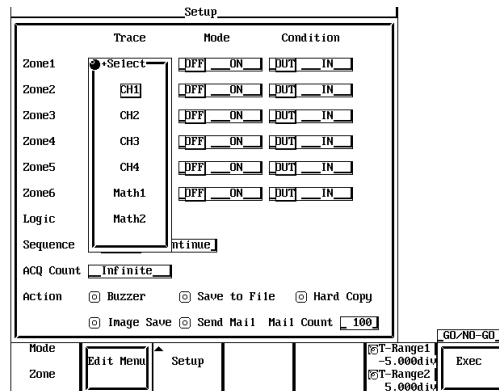 Setup
Trace Mode Condition
Zone1 +Select OFF ON OUT IN
Zone2 CH1 OFF ON OUT IN
Zone3 CH2 OFF ON OUT IN
Zone4 CH3 OFF ON OUT IN
Zone5 CH4 OFF ON OUT IN
Zone6 Math1 OFF ON OUT IN
Logic Math2
Sequence ntinue
ACQ Count Infinite
Action Buzzer Save to File Hard Copy
Image Save Send Mail Mail Count 100
GO/NO-GO
Mode
Zone
Edit Menu
Setup
T-Range1
-5.000div
T-Range2
5.000div
Exec